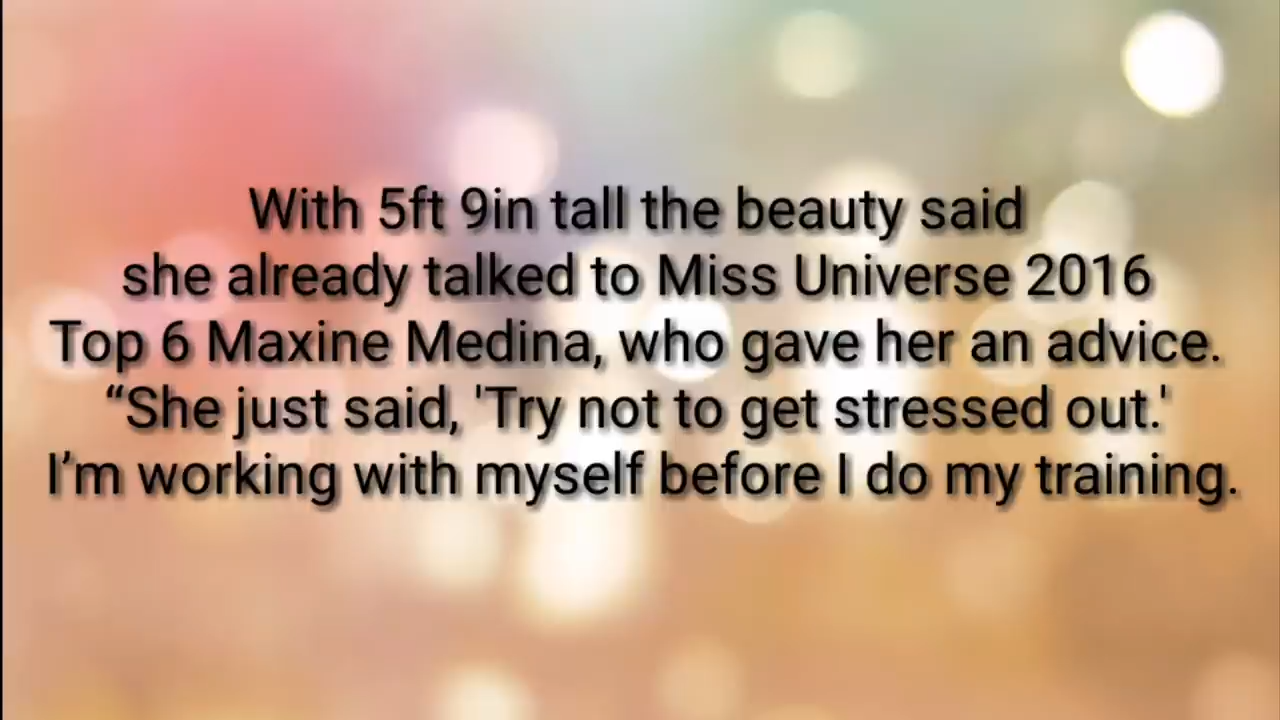 With 5ft 9in tall the beauty said
she already talked to Miss Universe 2016
Top 6 Maxine Medina, who gave her an advice.
“She just said, 'Try not to get stressed out.'
I’m working with myself before I do my training.